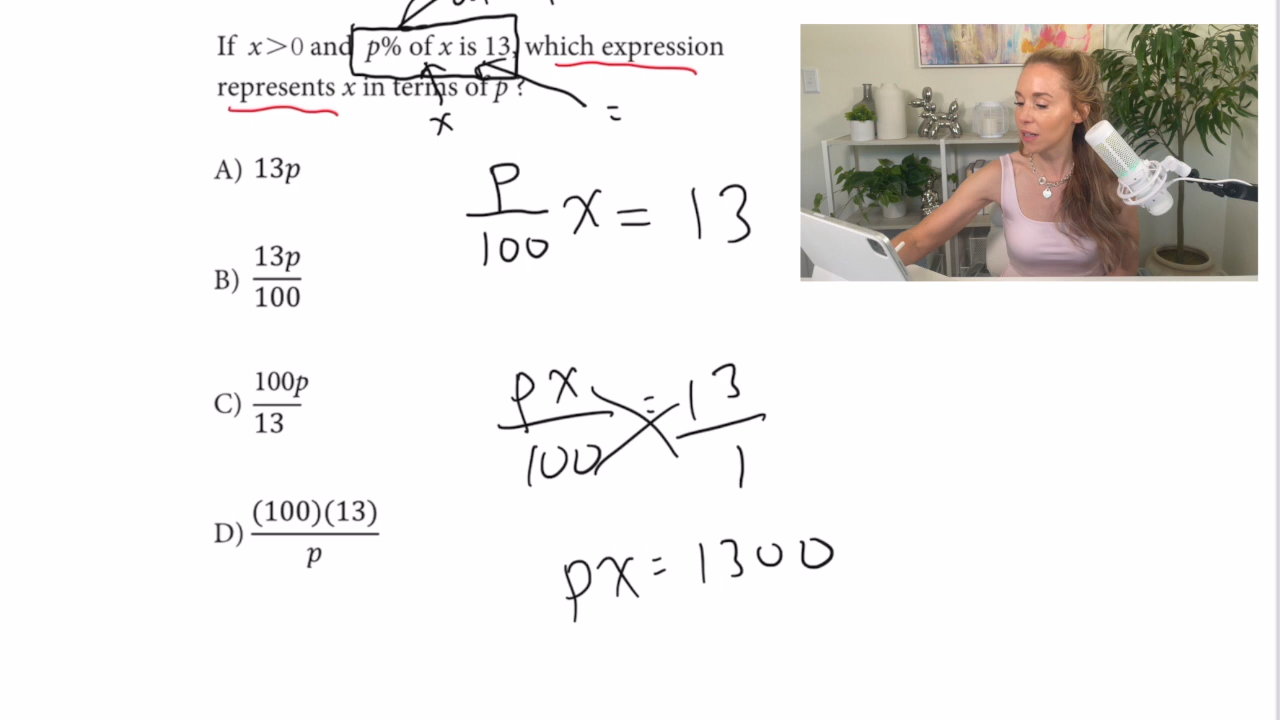 If x>0 and p% of x is 13, which expression
represents x in terms of p ?
x
=
A) 13p
P/100 x = 13
B) 13p/100
C) 100p/13
px/100 = 13/1
D) (100)(13)/p
px = 1300